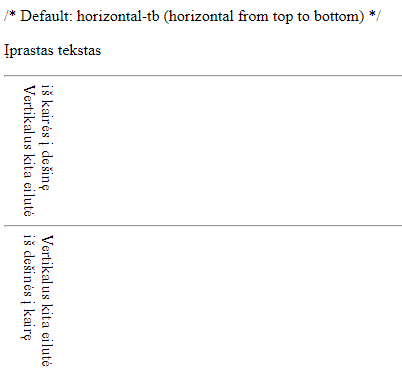 /* Default: horizontal-tb (horizontal from top to bottom) */
Įprastas tekstas
Vertikalus kita eilutė
iš kairės į dešinę
Vertikalus kita eilutė
iš dešinės į kairę